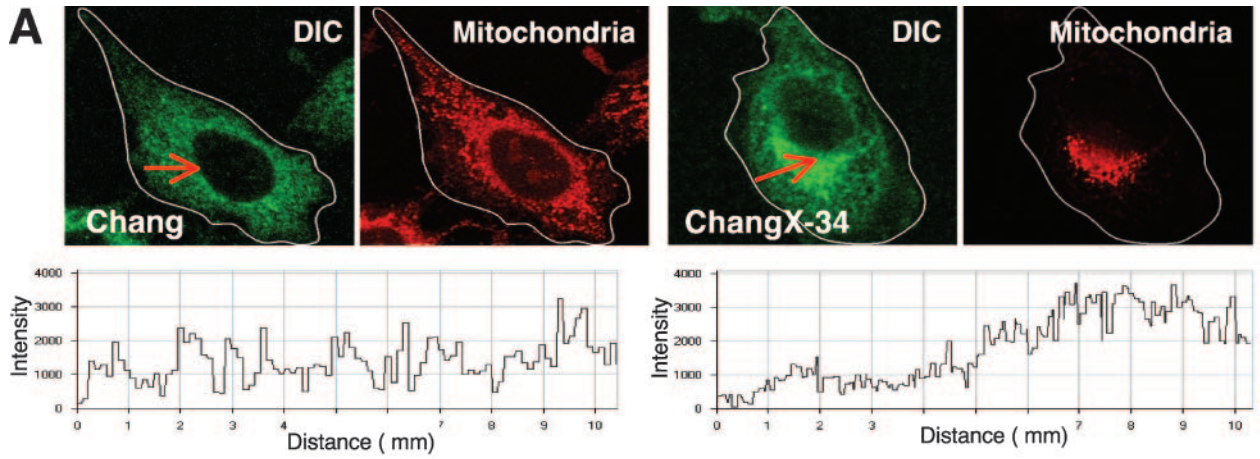 A
DIC
Mitochondria
Chang
DIC
Mitochondria
ChangX-34
Intensity
4000
3000
2000
1000
0
0
1
2
3
4
7
8
9
10
Distance ( mm)
Intensity
4000
3000
2000
1000
0
0
1
2
3
7
8
9
10
Distance ( mm)